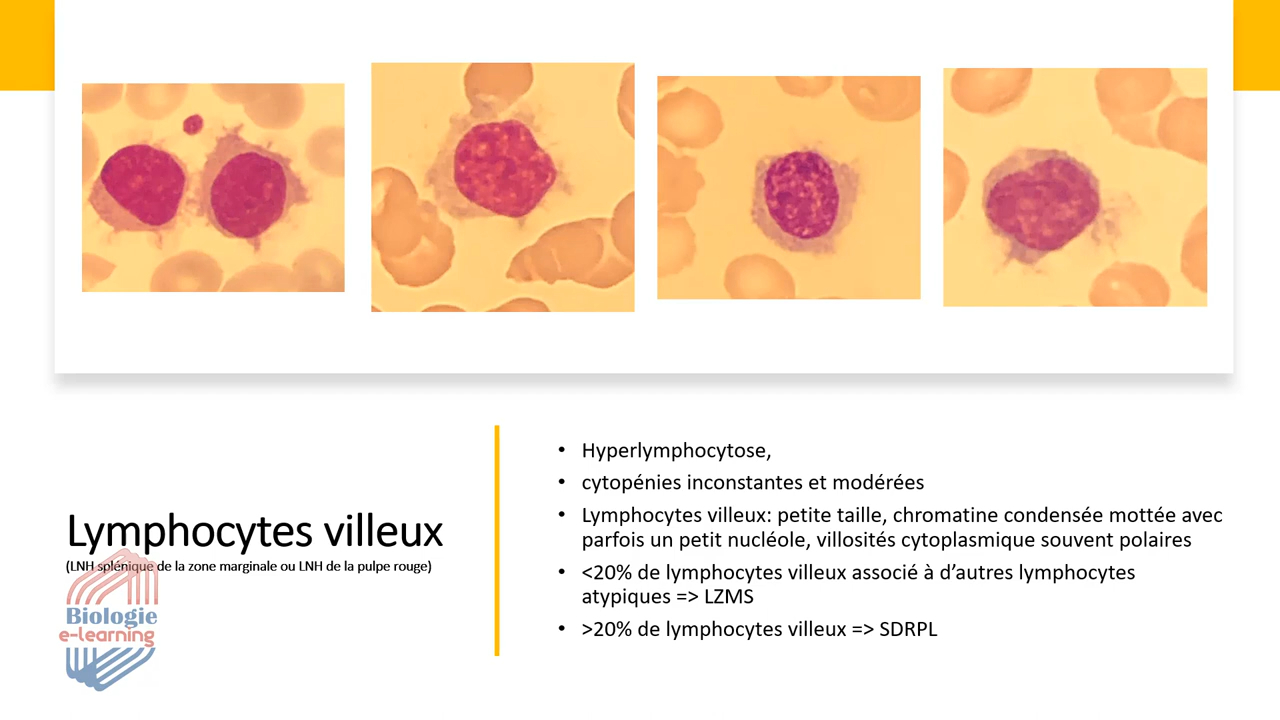 Lymphocytes villeux
(LNH splénique de la zone marginale ou LNH de la pulpe rouge)
Biologie
e-learning
• Hyperlymphocytose,
• cytopénies inconstantes et modérées
• Lymphocytes villeux: petite taille, chromatine condensée mottée avec
parfois un petit nucléole, villosités cytoplasmique souvent polaires
• <20% de lymphocytes villeux associé à d’autres lymphocytes
atypiques => LZMS
• >20% de lymphocytes villeux => SDRPL